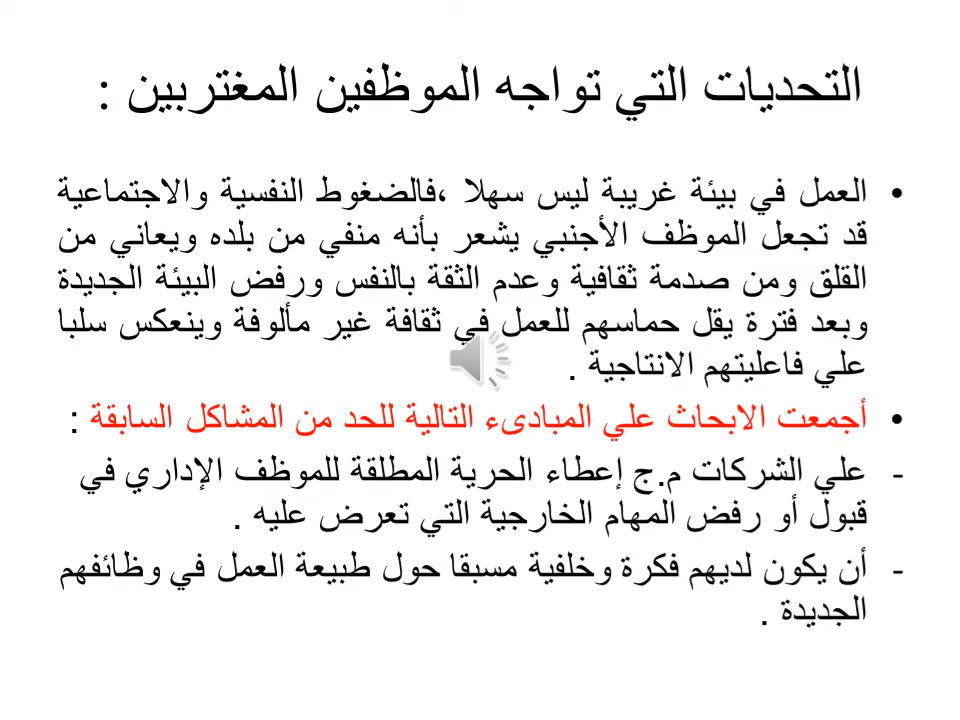 التحديات التي تواجه الموظفين المغتربين :
• العمل في بيئة غريبة ليس سهلا ،فالضغوط النفسية والاجتماعية
قد تجعل الموظف الأجنبي يشعر بأنه منفي من بلده ويعاني من
القلق ومن صدمة ثقافية وعدم الثقة بالنفس ورفض البيئة الجديدة
وبعد فترة يقل حماسهم للعمل في ثقافة غير مألوفة وينعكس سلبا
علي فاعليتهم الانتاجية .
• أجمعت الابحاث علي المبادىء التالية للحد من المشاكل السابقة :
- علي الشركات م.ج إعطاء الحرية المطلقة للموظف الإداري في
قبول أو رفض المهام الخارجية التي تعرض عليه .
- أن يكون لديهم فكرة وخلفية مسبقا حول طبيعة العمل في وظائفهم
الجديدة .